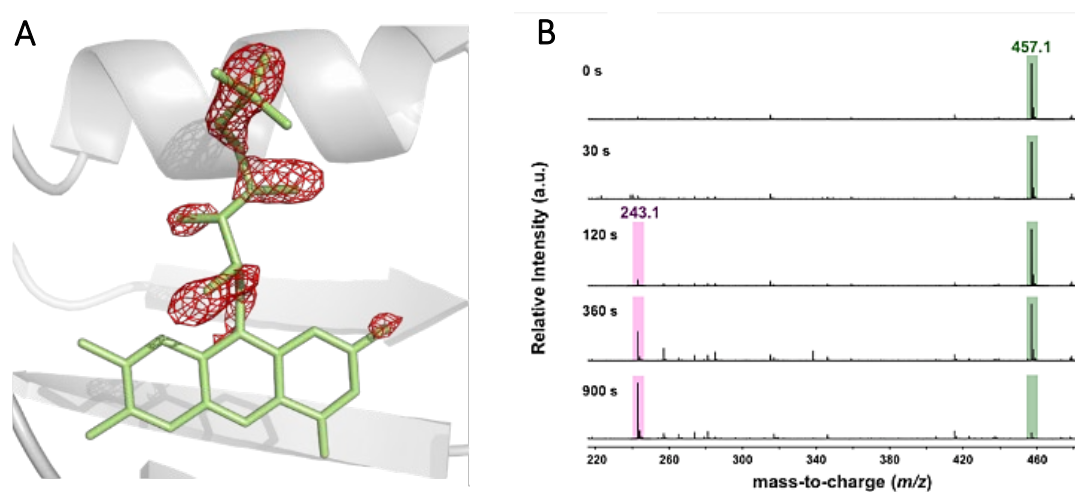 A
B
457.1
0 s
30 s
243.1
120 s
360 s
900 s
Relative Intensity (a.u.)
220 260 300 340 380 420 460
mass-to-charge (m/z)